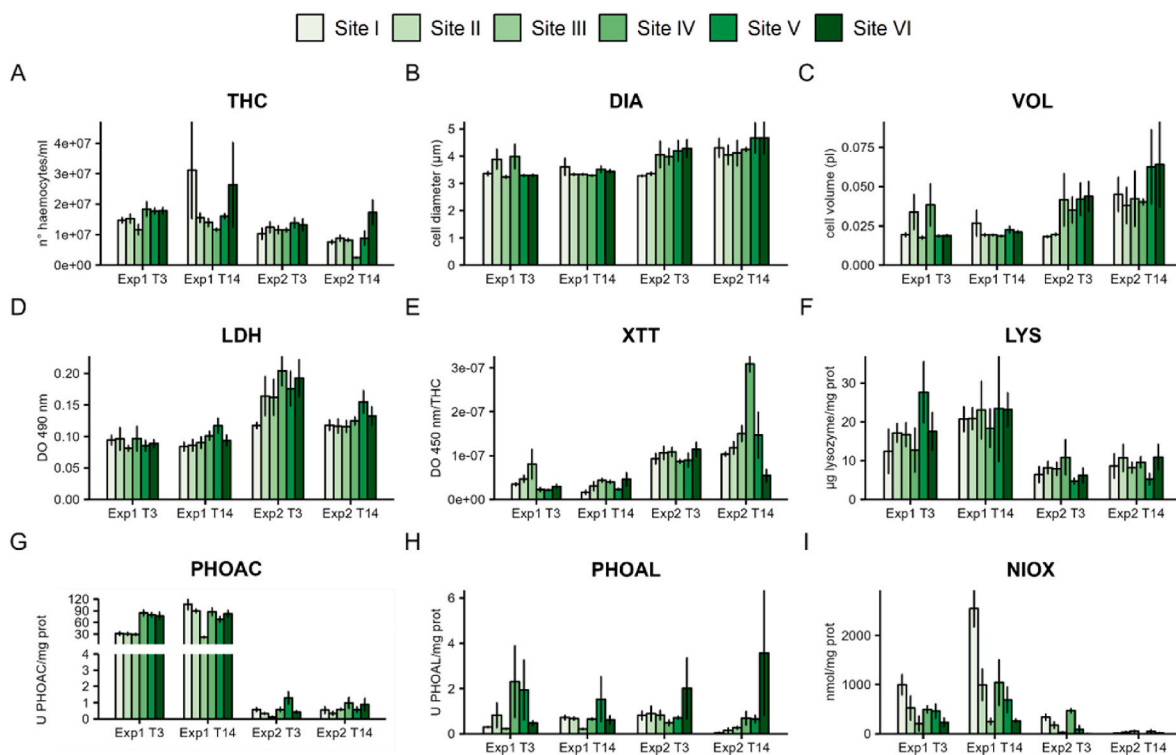 Site I Site II Site III Site IV Site V Site VI
A B C
THC DIA VOL
n° haemocytes/ml
4e+07
3e+07
2e+07
1e+07
0e+00
Exp1 T3 Exp1 T14 Exp2 T3 Exp2 T14
cell diameter (µm)
5
4
3
2
1
0
Exp1 T3 Exp1 T14 Exp2 T3 Exp2 T14
cell volume (pl)
0.075
0.050
0.025
0.000
Exp1 T3 Exp1 T14 Exp2 T3 Exp2 T14
D E F
LDH XTT LYS
DO 490 nm
0.20
0.15
0.10
0.05
0.00
Exp1 T3 Exp1 T14 Exp2 T3 Exp2 T14
DO 450 nm/THC
3e-07
2e-07
1e-07
0e+00
Exp1 T3 Exp1 T14 Exp2 T3 Exp2 T14
µg lysozyme/mg prot
30
20
10
0
Exp1 T3 Exp1 T14 Exp2 T3 Exp2 T14
G H I
PHOAC PHOAL NIOX
U PHOAC/mg prot
120
90
60
30
4
3
2
1
0
Exp1 T3 Exp1 T14 Exp2 T3 Exp2 T14
U PHOAL/mg prot
6
4
2
0
Exp1 T3 Exp1 T14 Exp2 T3 Exp2 T14
nmol/mg prot
2000
1000
0
Exp1 T3 Exp1 T14 Exp2 T3 Exp2 T14